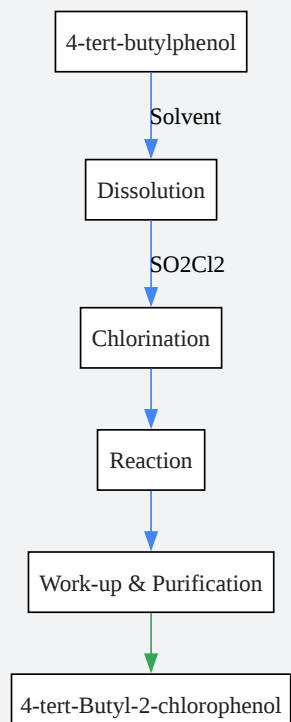 4-tert-butylphenol
Solvent
Dissolution
SO2Cl2
Chlorination
Reaction
Work-up & Purification
4-tert-Butyl-2-chlorophenol